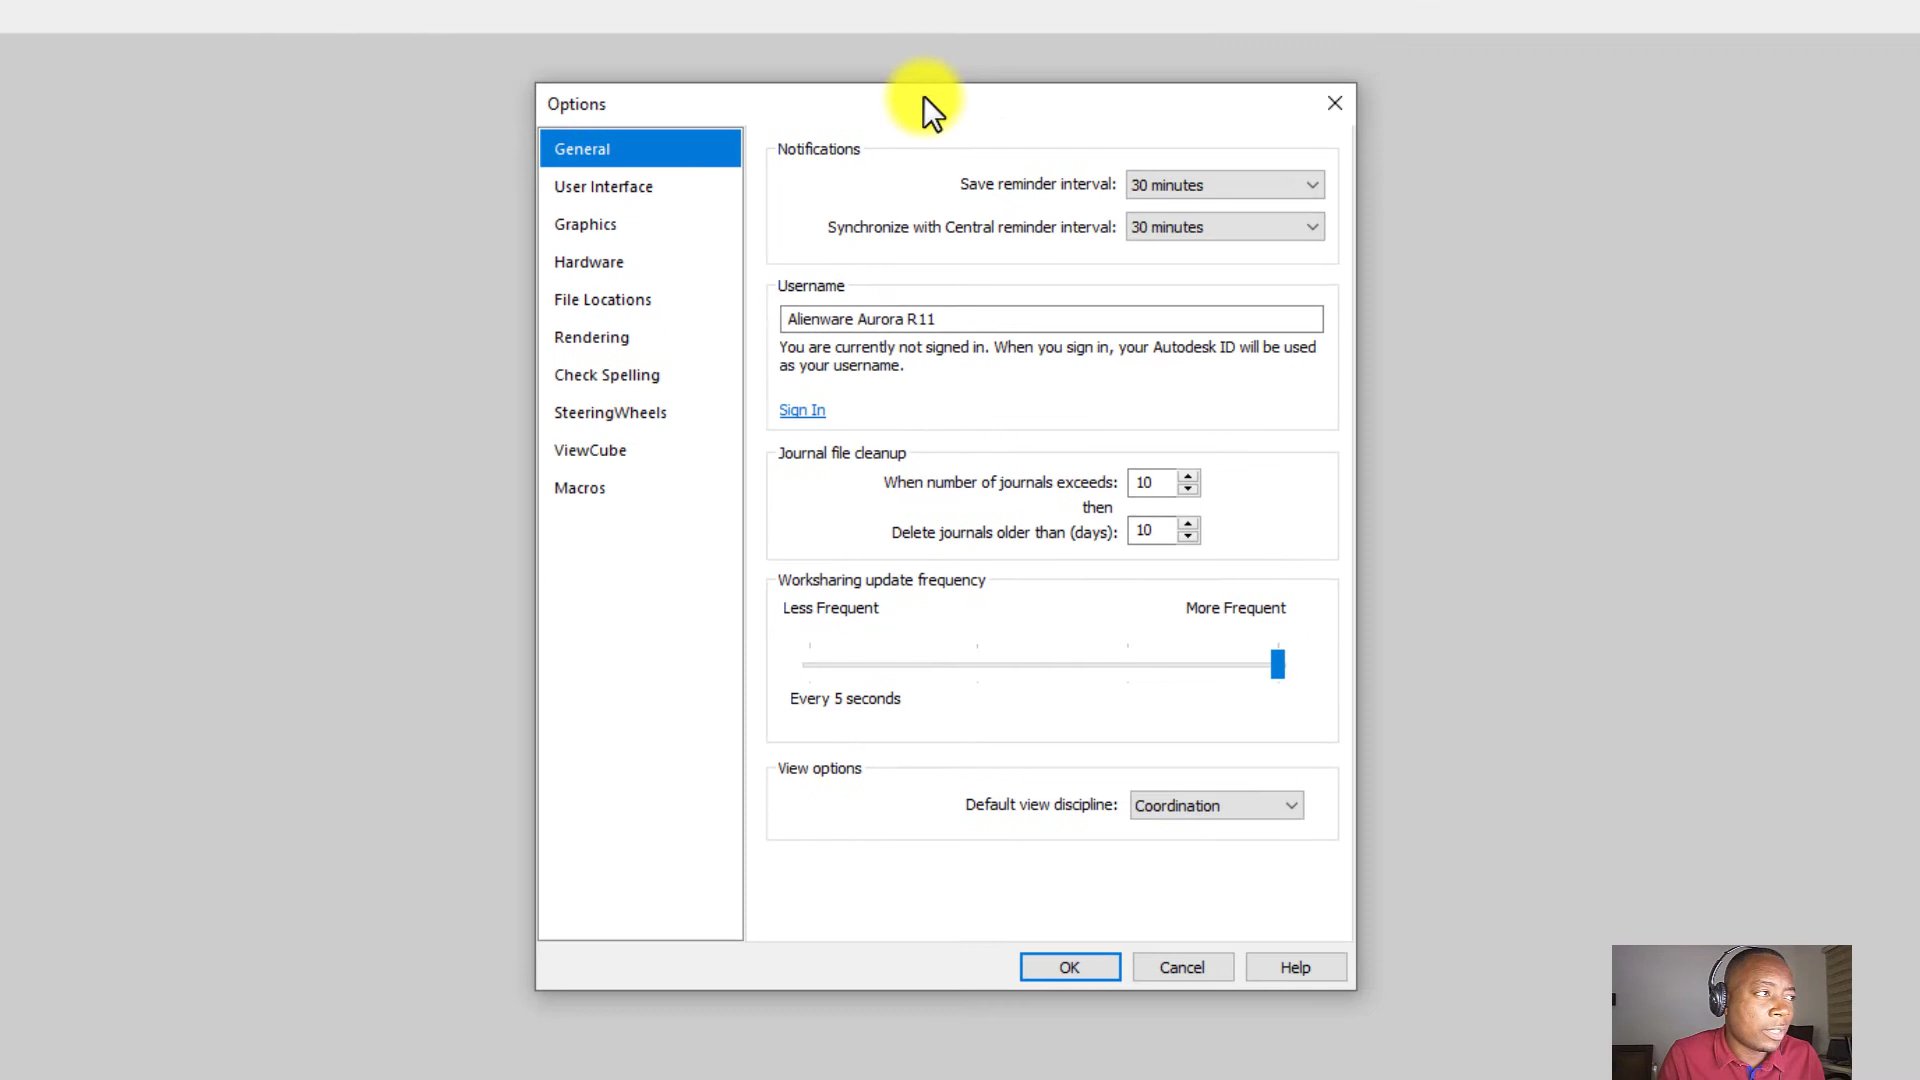 Options
General
User Interface
Graphics
Hardware
File Locations
Rendering
Check Spelling
SteeringWheels
ViewCube
Macros
Notifications
Save reminder interval: 30 minutes
Synchronize with Central reminder interval: 30 minutes
Username
Alienware Aurora R11
You are currently not signed in. When you sign in, your Autodesk ID will be used
as your username.
Sign In
Journal file cleanup
When number of journals exceeds: 10
then
Delete journals older than (days): 10
Worksharing update frequency
Less Frequent More Frequent
Every 5 seconds
View options
Default view discipline: Coordination
OK Cancel Help